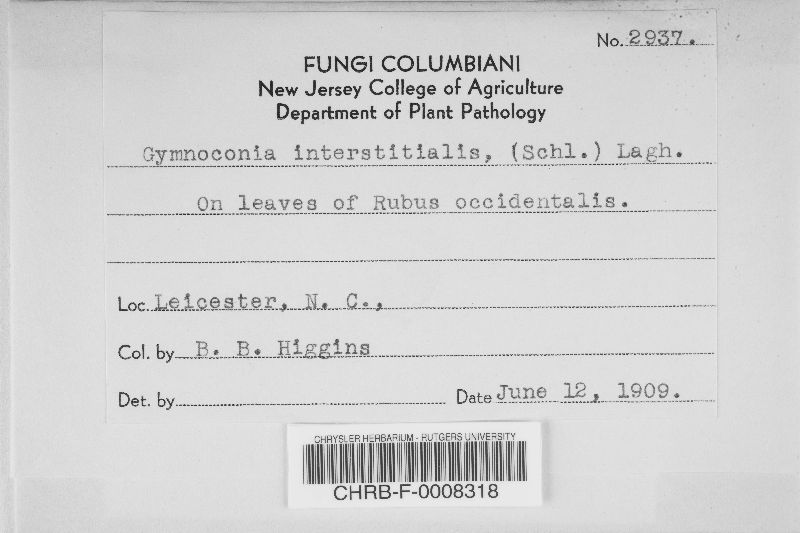 No. 2937.
FUNGI COLUMBIANI
New Jersey College of Agriculture
Department of Plant Pathology
Gymnoconia interstitialis, (Schl.) Lagh.
On leaves of Rubus occidentalis.
Loc. Leicester, N. C.,
Col. by B. B. Higgins
Det. by
Date June 12, 1909.
CHRYSLER HERBARIUM - RUTGERS UNIVERSITY
CHRB-F-0008318